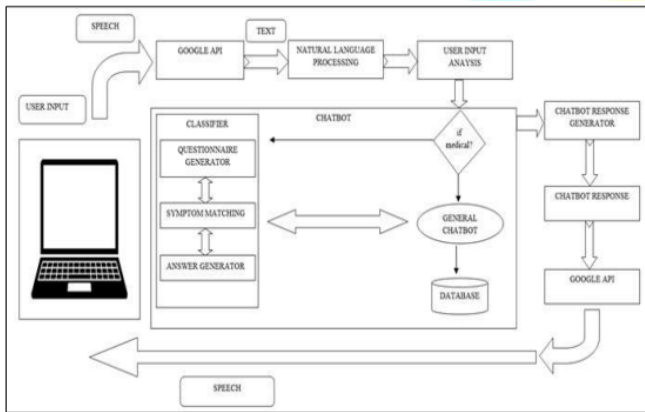 SPEECH
USER INPUT
GOOGLE API
TEXT
NATURAL LANGUAGE
PROCESSING
USER INPUT
ANAYSIS
CHATBOT
CLASSIFIER
QUESTIONNAIRE
GENERATOR
SYMPTOM MATCHING
ANSWER GENERATOR
if
medical?
GENERAL
CHATBOT
DATABASE
CHATBOT RESPONSE
GENERATOR
CHATBOT RESPONSE
GOOGLE API
SPEECH